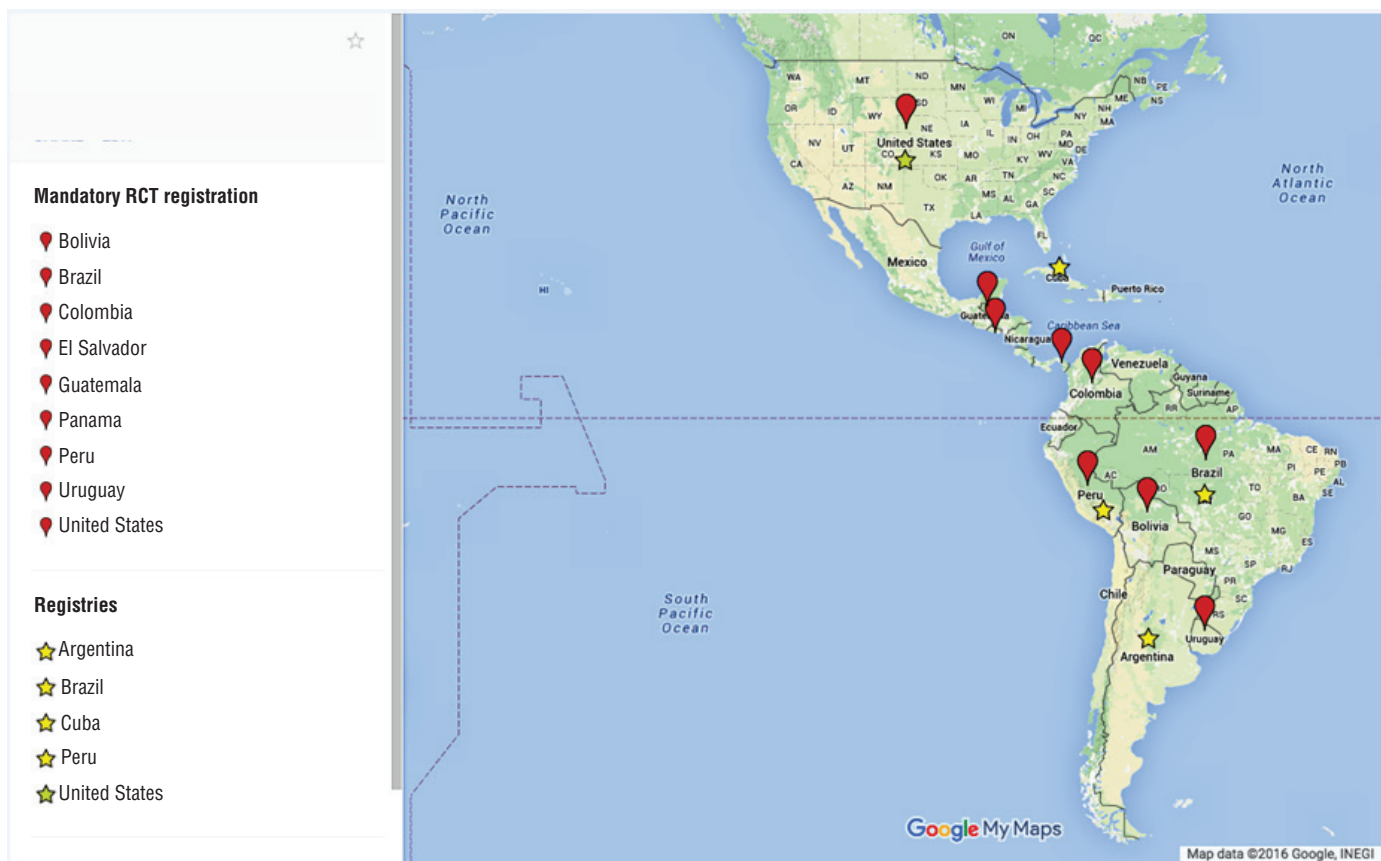 Mandatory RCT registration
Bolivia
Brazil
Colombia
El Salvador
Guatemala
Panama
Peru
Uruguay
United States
Registries
Argentina
Brazil
Cuba
Peru
United States
ON
QC
WA
MT
ND
MN
NB
PE
NS
OR
ID
WY
SD
WI
MI
NY
NH
ME
MA
NE
IA
IL
IN
OH
PA
MD
DE
NV
UT
United States
CO
KS
MO
KY
WV
VA
CA
AZ
NM
OK
AR
TN
NC
SC
MS
AL
GA
TX
LA
FL
North
Pacific
Ocean
North
Atlantic
Ocean
HI
Mexico
Gulf of
Mexico
Cuba
Puerto Rico
Guatemala
Caribbean Sea
Nicaragua
Venezuela
Guyana
Suriname
Colombia
RR
AP
Ecuador
AM
PA
MA
CE
RN
PB
PI
PE
AL
SE
AC
RO
Brazil
TO
BA
Peru
Bolivia
GO
MG
ES
MS
SP
RJ
Paraguay
PR
SC
RS
Chile
Uruguay
Argentina
South
Pacific
Ocean
Google My Maps
Map data ©2016 Google, INEGI